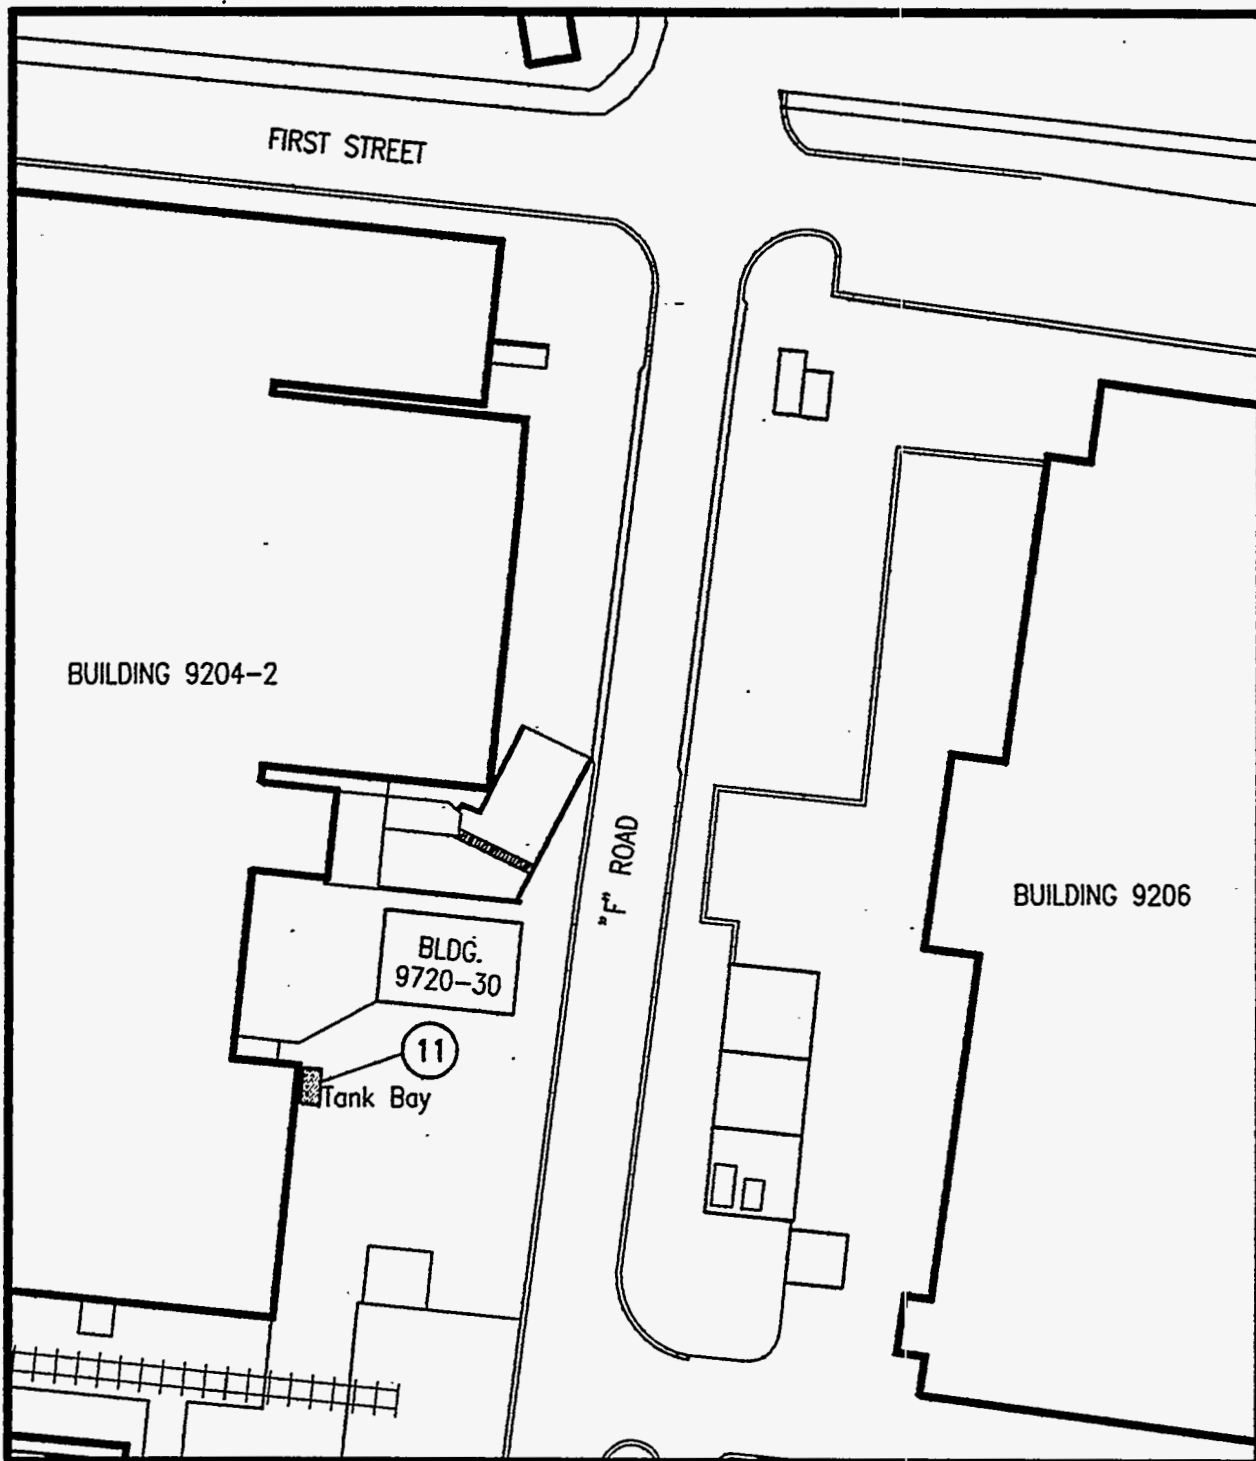 FIRST STREET
BUILDING 9204-2
"F" ROAD
BUILDING 9206
BLDG.
9720-30
11
Tank Bay